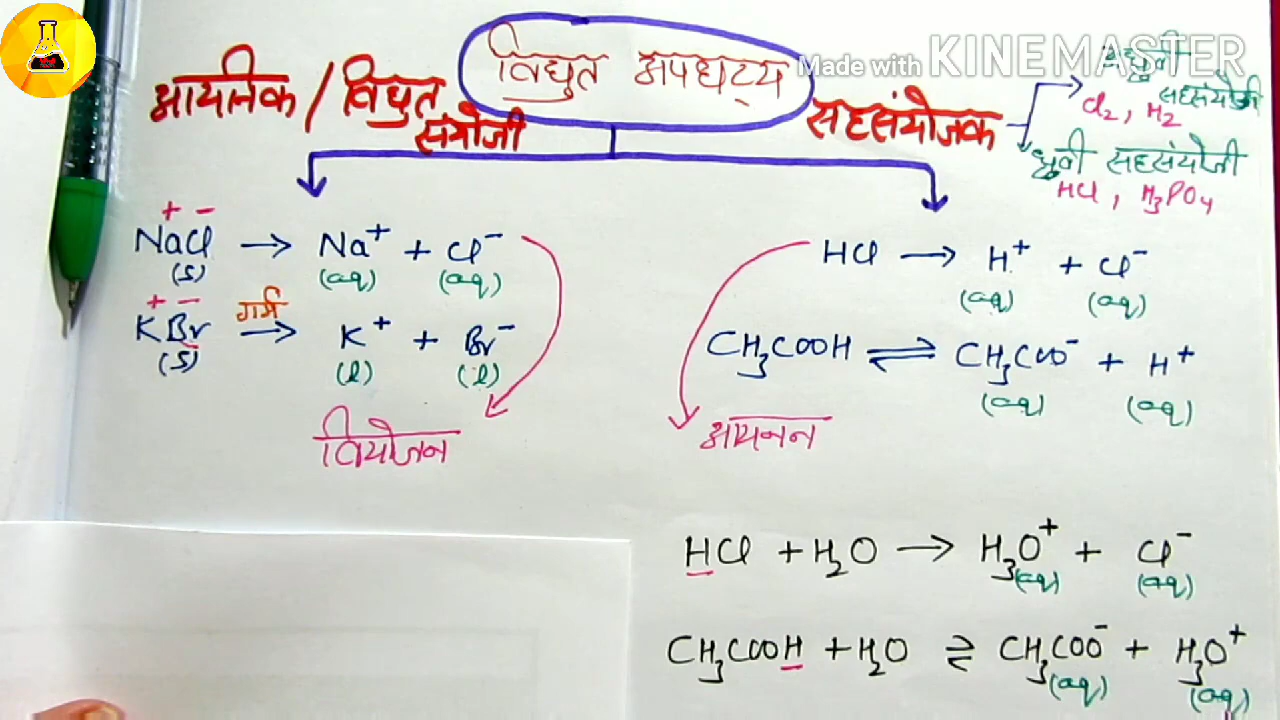 विद्युत अपघट्य
Made with KINEMASTER
आयनिक / विद्युत
संयोजी
सहसंयोजक
अध्रुवी
सहसंयोजी
Cl₂, H₂
ध्रुवी सहसंयोजी
HCl, H₃PO₄
+ −
NaCl → Na⁺ + Cl⁻
(s) (aq) (aq)
+ − गर्म
KBr → K⁺ + Br⁻
(s) (l) (l)
वियोजन
HCl → H⁺ + Cl⁻
(aq) (aq)
CH₃COOH ⇌ CH₃COO⁻ + H⁺
(aq) (aq)
आयनन
HCl + H₂O → H₃O⁺ + Cl⁻
(aq) (aq)
CH₃COOH + H₂O ⇌ CH₃COO⁻ + H₃O⁺
(aq) (aq)